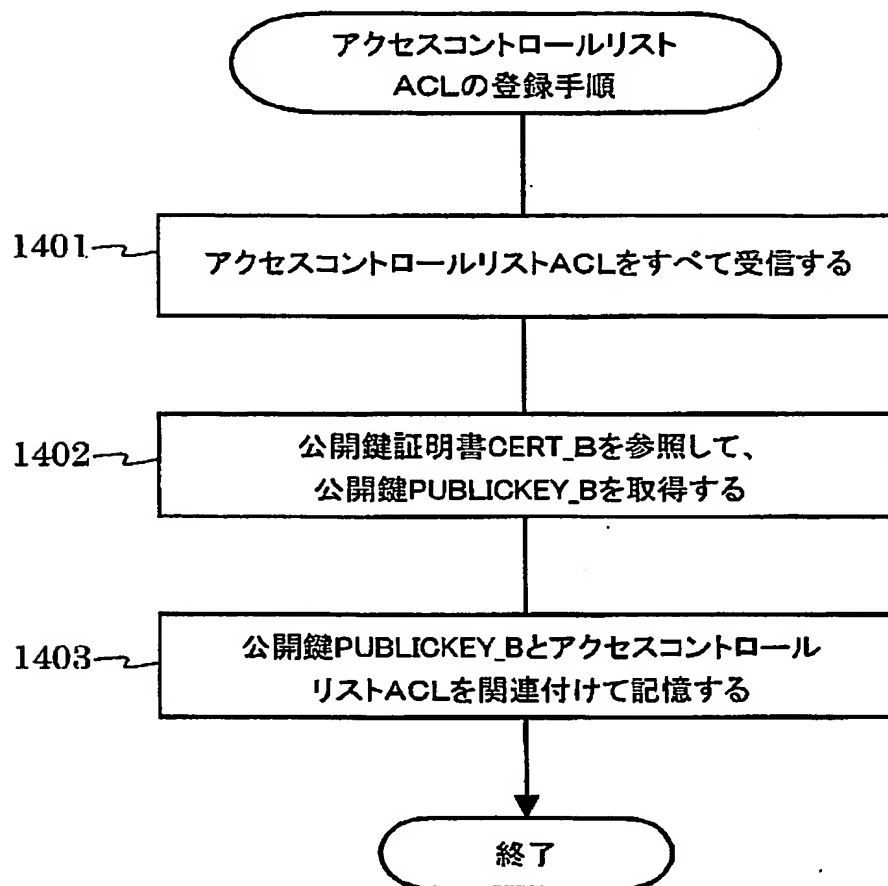 アクセスコントロールリスト
ACLの登録手順
1401
アクセスコントロールリストACLをすべて受信する
1402
公開鍵証明書CERT_Bを参照して、
公開鍵PUBLICKEY_Bを取得する
1403
公開鍵PUBLICKEY_Bとアクセスコントロール
リストACLを関連付けて記憶する
終了